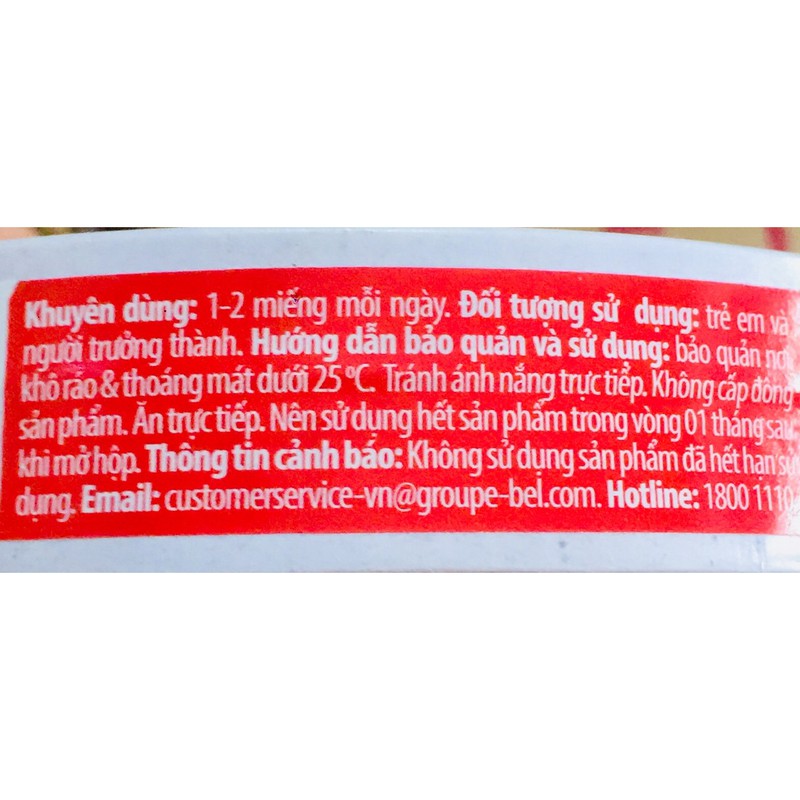 Khuyên dùng: 1-2 miếng mỗi ngày. Đối tượng sử dụng: trẻ em và
người trưởng thành. Hướng dẫn bảo quản và sử dụng: bảo quản nơi
khô ráo & thoáng mát dưới 25 °C. Tránh ánh nắng trực tiếp. Không cấp đông
sản phẩm. Ăn trực tiếp. Nên sử dụng hết sản phẩm trong vòng 01 tháng sau
khi mở hộp. Thông tin cảnh báo: Không sử dụng sản phẩm đã hết hạn sử
dụng. Email: customerservice-vn@groupe-bel.com. Hotline: 1800 1110